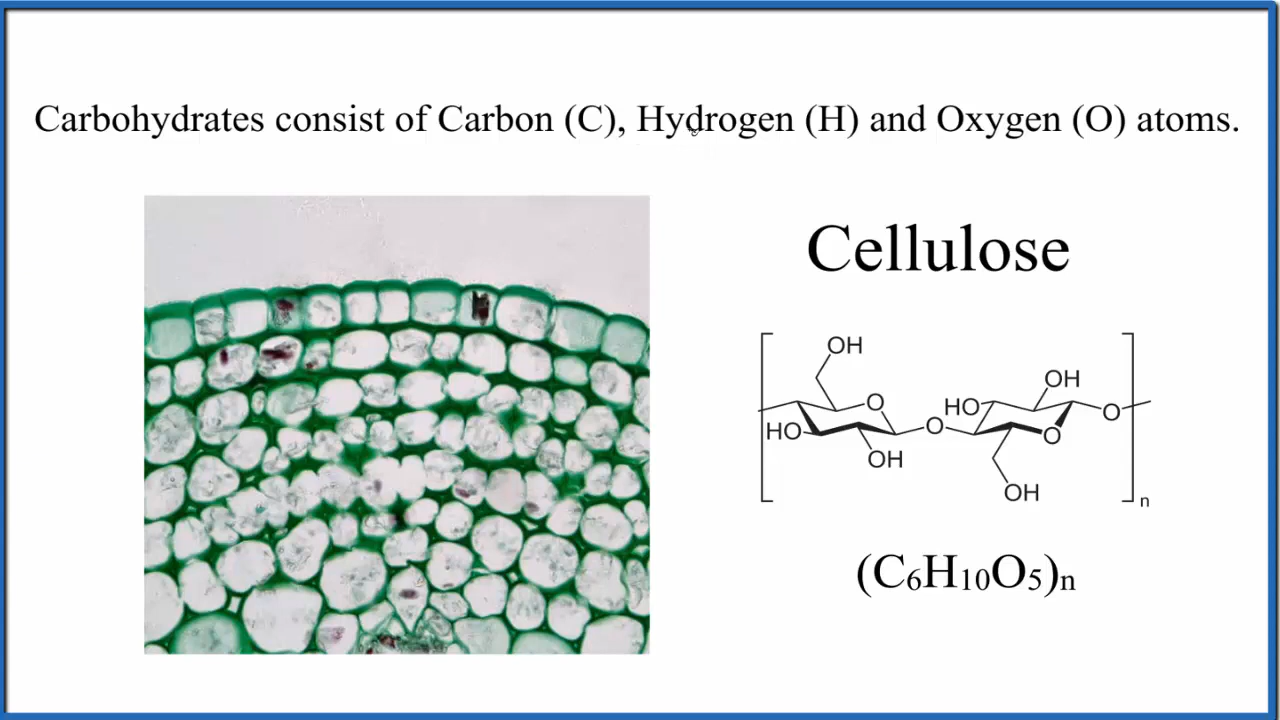 Carbohydrates consist of Carbon (C), Hydrogen (H) and Oxygen (O) atoms.
Cellulose
OH
OH
O
HO
O
HO
O
O
OH
OH
n
(C₆H₁₀O₅)n